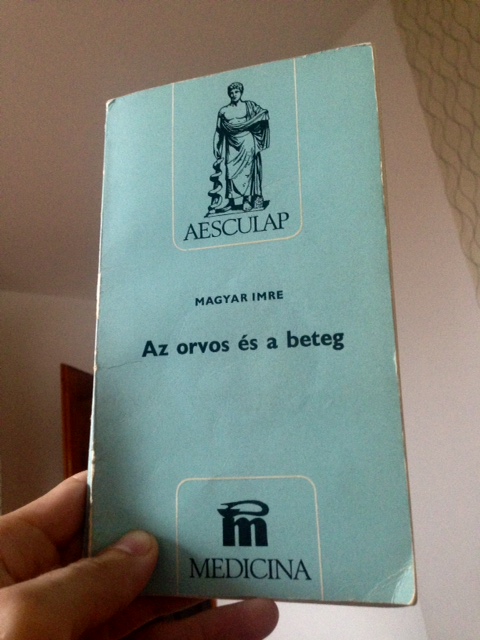 AESCULAP
MAGYAR IMRE
Az orvos és a beteg
m
MEDICINA